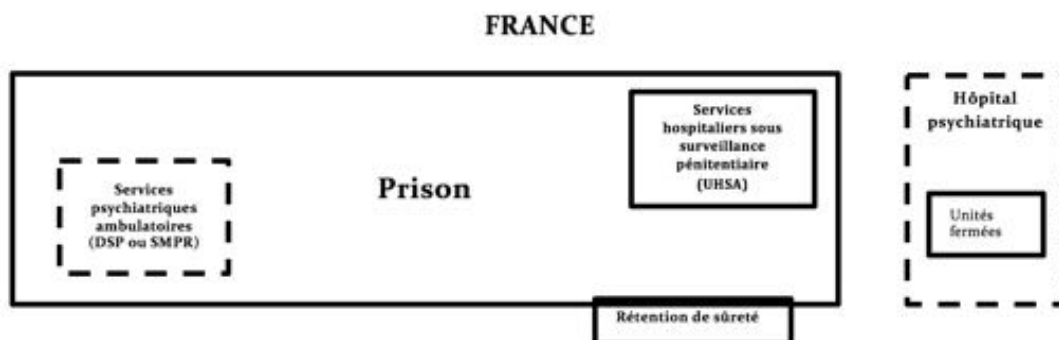 FRANCE
Services
psychiatriques
ambulatoires
(DSP ou SMPR)
Prison
Services
hospitaliers sous
surveillance
pénitentiaire
(UHSA)
Rétention de sûreté
Hôpital
psychiatrique
Unités
fermées